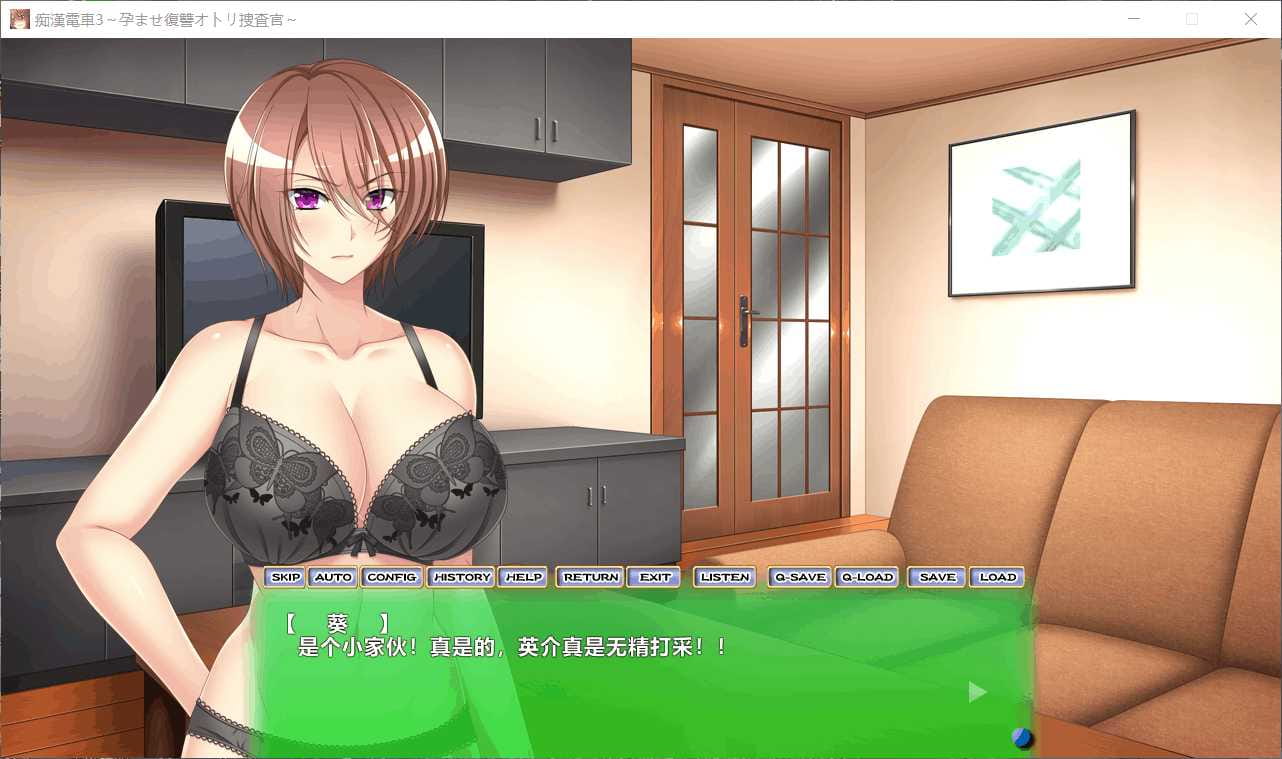 痴漢電車3～孕ませ復讐オトリ捜査官～
SKIP AUTO CONFIG HISTORY HELP RETURN EXIT LISTEN Q-SAVE Q-LOAD SAVE LOAD
【 葵 】
是个小家伙！真是的，英介真是无精打采！！